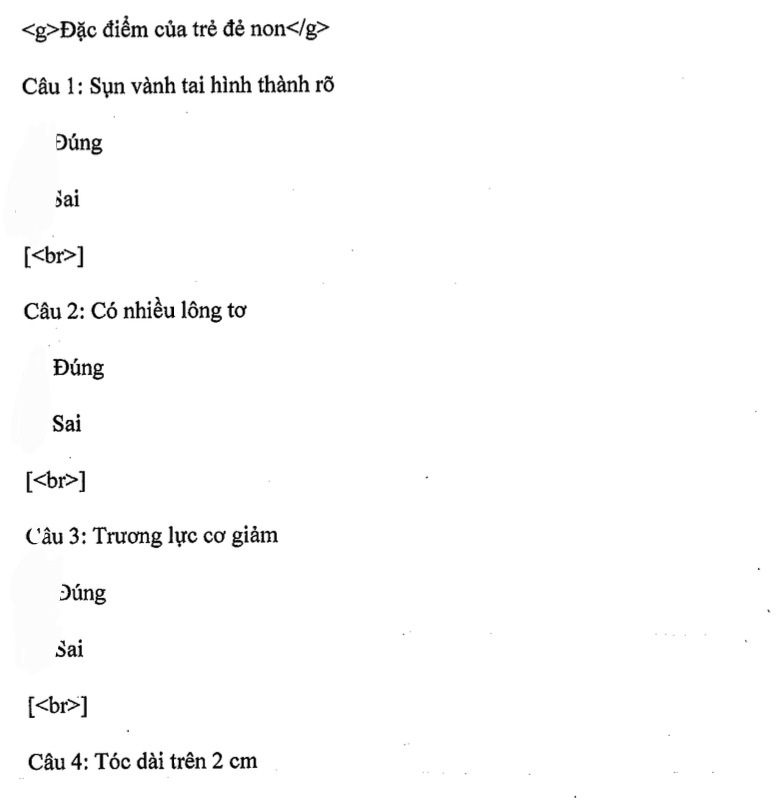 <g>Đặc điểm của trẻ đẻ non</g>
Câu 1: Sụn vành tai hình thành rõ
Đúng
Sai
[<br>]
Câu 2: Có nhiều lông tơ
Đúng
Sai
[<br>]
Câu 3: Trương lực cơ giảm
Đúng
Sai
[<br>]
Câu 4: Tóc dài trên 2 cm